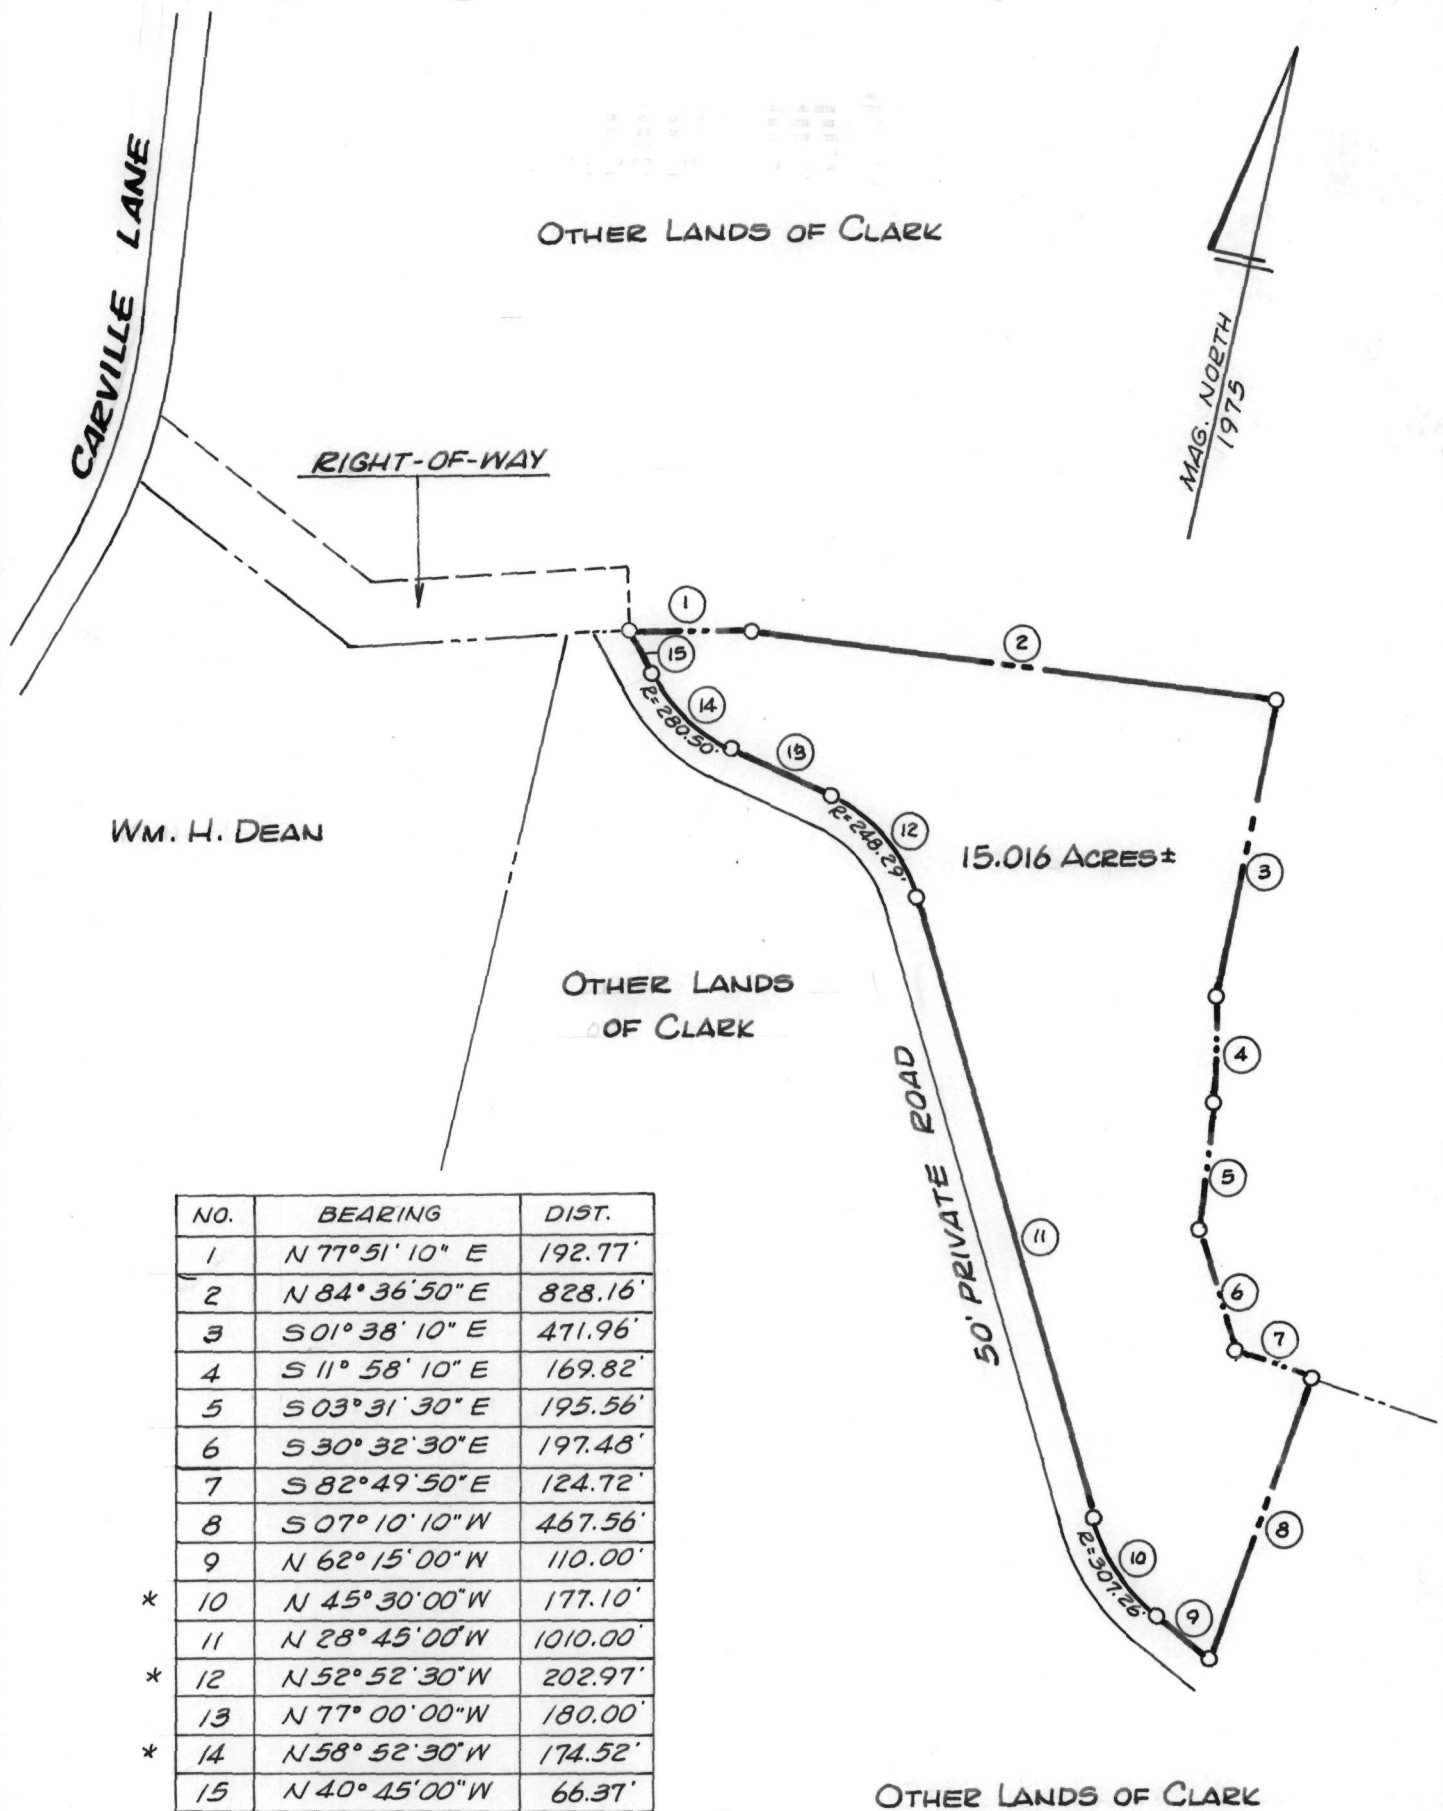 OTHER LANDS OF CLARK
CARVILLE LANE
MAG. NORTH
1975
RIGHT-OF-WAY
1
2
15
14
R=280.50'
13
WM. H. DEAN
R=248.29'
12
15.016 ACRES±
3
OTHER LANDS
OF CLARK
4
50' PRIVATE ROAD
5
11
6
7
8
10
R=307.26'
9
NO. BEARING DIST.
1 N 77°51'10" E 192.77'
2 N 84°36'50" E 828.16'
3 S 01°38'10" E 471.96'
4 S 11°58'10" E 169.82'
5 S 03°31'30" E 195.56'
6 S 30°32'30" E 197.48'
7 S 82°49'50" E 124.72'
8 S 07°10'10" W 467.56'
9 N 62°15'00" W 110.00'
* 10 N 45°30'00" W 177.10'
11 N 28°45'00" W 1010.00'
* 12 N 52°52'30" W 202.97'
13 N 77°00'00" W 180.00'
* 14 N 58°52'30" W 174.52'
15 N 40°45'00" W 66.37'
OTHER LANDS OF CLARK